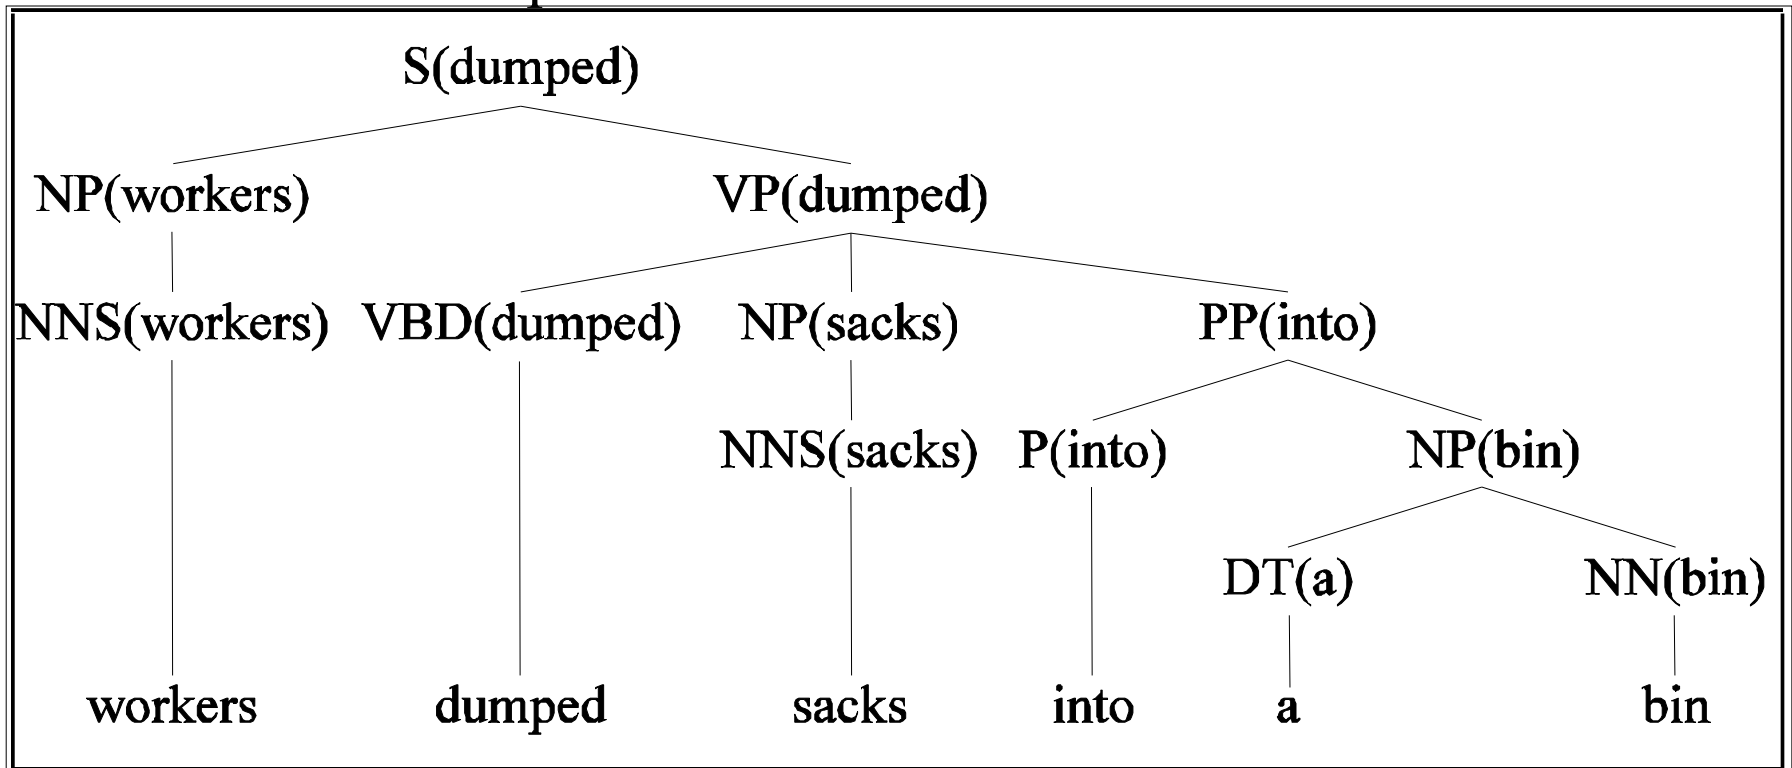 S(dumped)
NP(workers) VP(dumped)
NNS(workers) VBD(dumped) NP(sacks) PP(into)
NNS(sacks) P(into) NP(bin)
DT(a) NN(bin)
workers dumped sacks into a bin